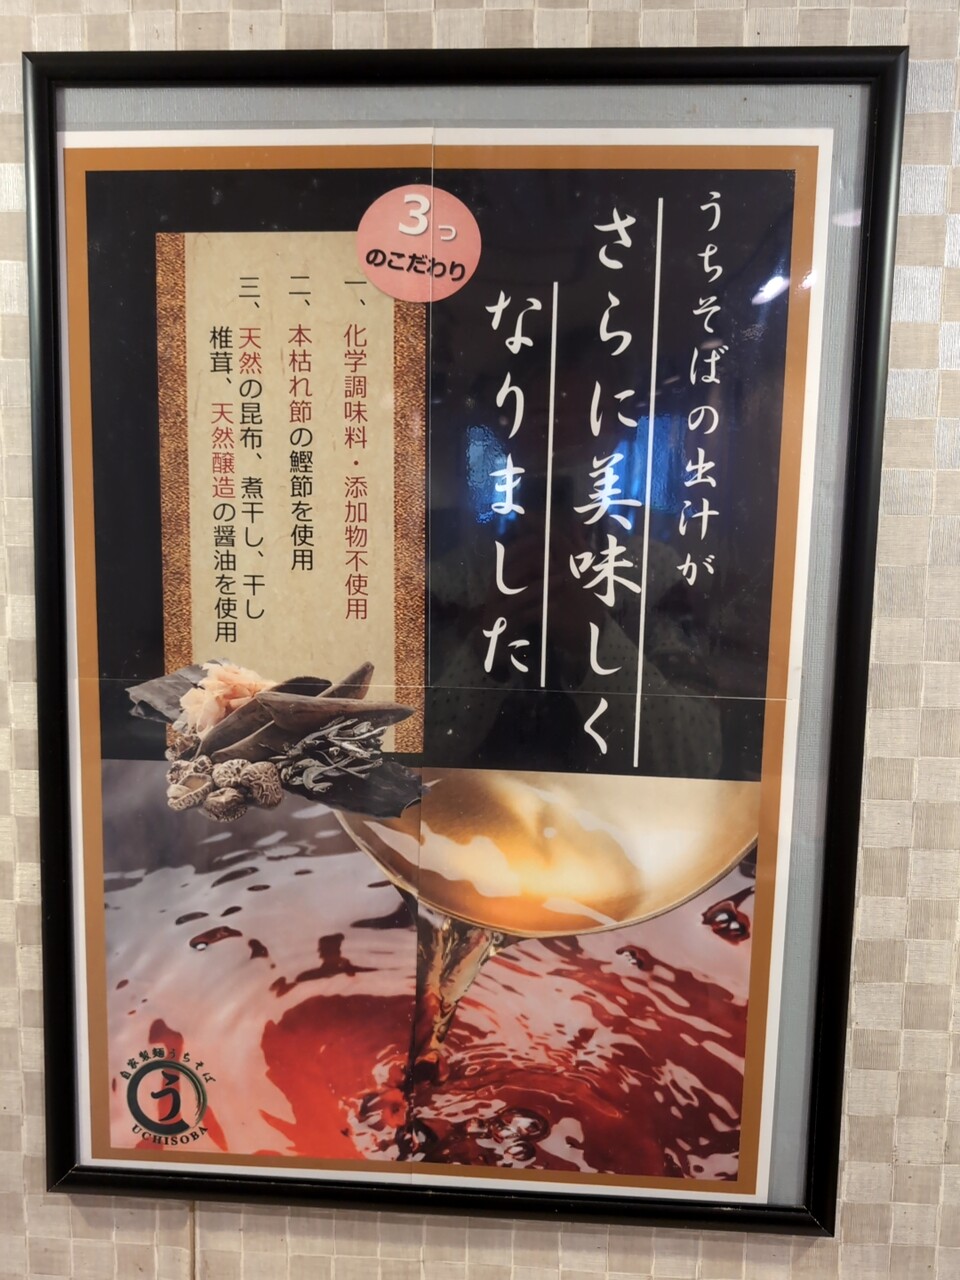 うちそばの出汁が
さらに美味しく
なりました
3つ
のこだわり
一、化学調味料・添加物不使用
二、本枯れ節の鰹節を使用
三、天然の昆布、煮干し、干し
椎茸、天然醸造の醤油を使用
自家製麺うちそば
う
UCHISOBA